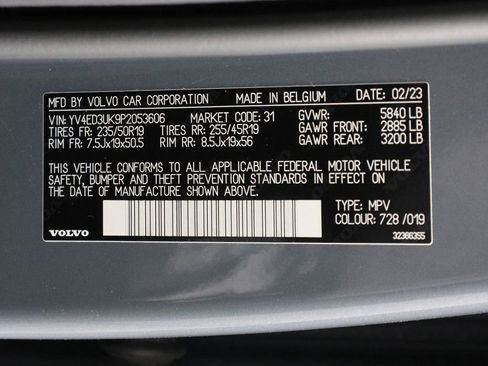 MFD BY VOLVO CAR CORPORATION MADE IN BELGIUM DATE: 02/23
VIN: YV4ED3UK9P2053606 MARKET CODE: 31 GVWR: 5840 LB
TIRES FR: 235/50R19 TIRES RR: 255/45R19 GAWR FRONT: 2885 LB
RIM FR: 7.5Jx19x50.5 RIM RR: 8.5Jx19x56 GAWR REAR: 3200 LB
THIS VEHICLE CONFORMS TO ALL APPLICABLE FEDERAL MOTOR VEHICLE
SAFETY, BUMPER AND THEFT PREVENTION STANDARDS IN EFFECT ON THE
DATE OF MANUFACTURE SHOWN ABOVE.
TYPE: MPV
COLOUR: 728 /019
VOLVO 32366355